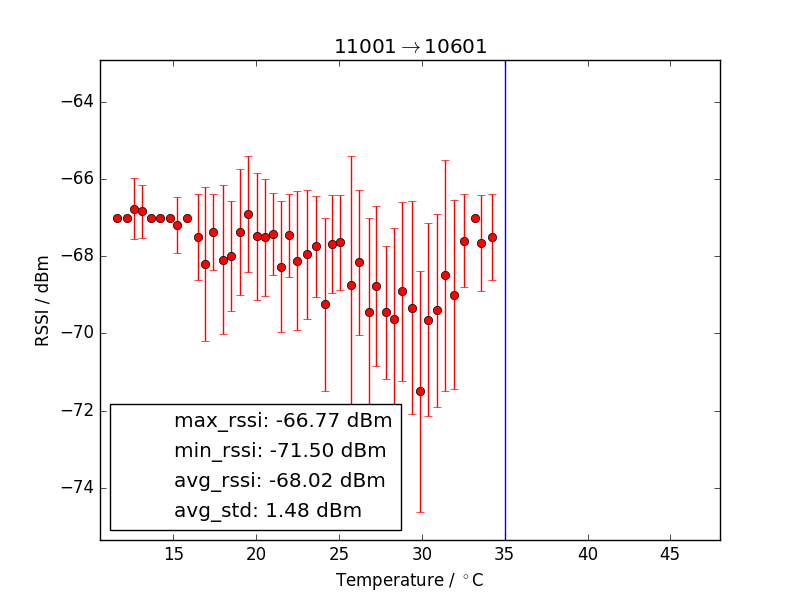 11001→10601
RSSI / dBm
−64
−66
−68
−70
−72
−74
max_rssi: -66.77 dBm
min_rssi: -71.50 dBm
avg_rssi: -68.02 dBm
avg_std: 1.48 dBm
15 20 25 30 35 40 45
Temperature / °C